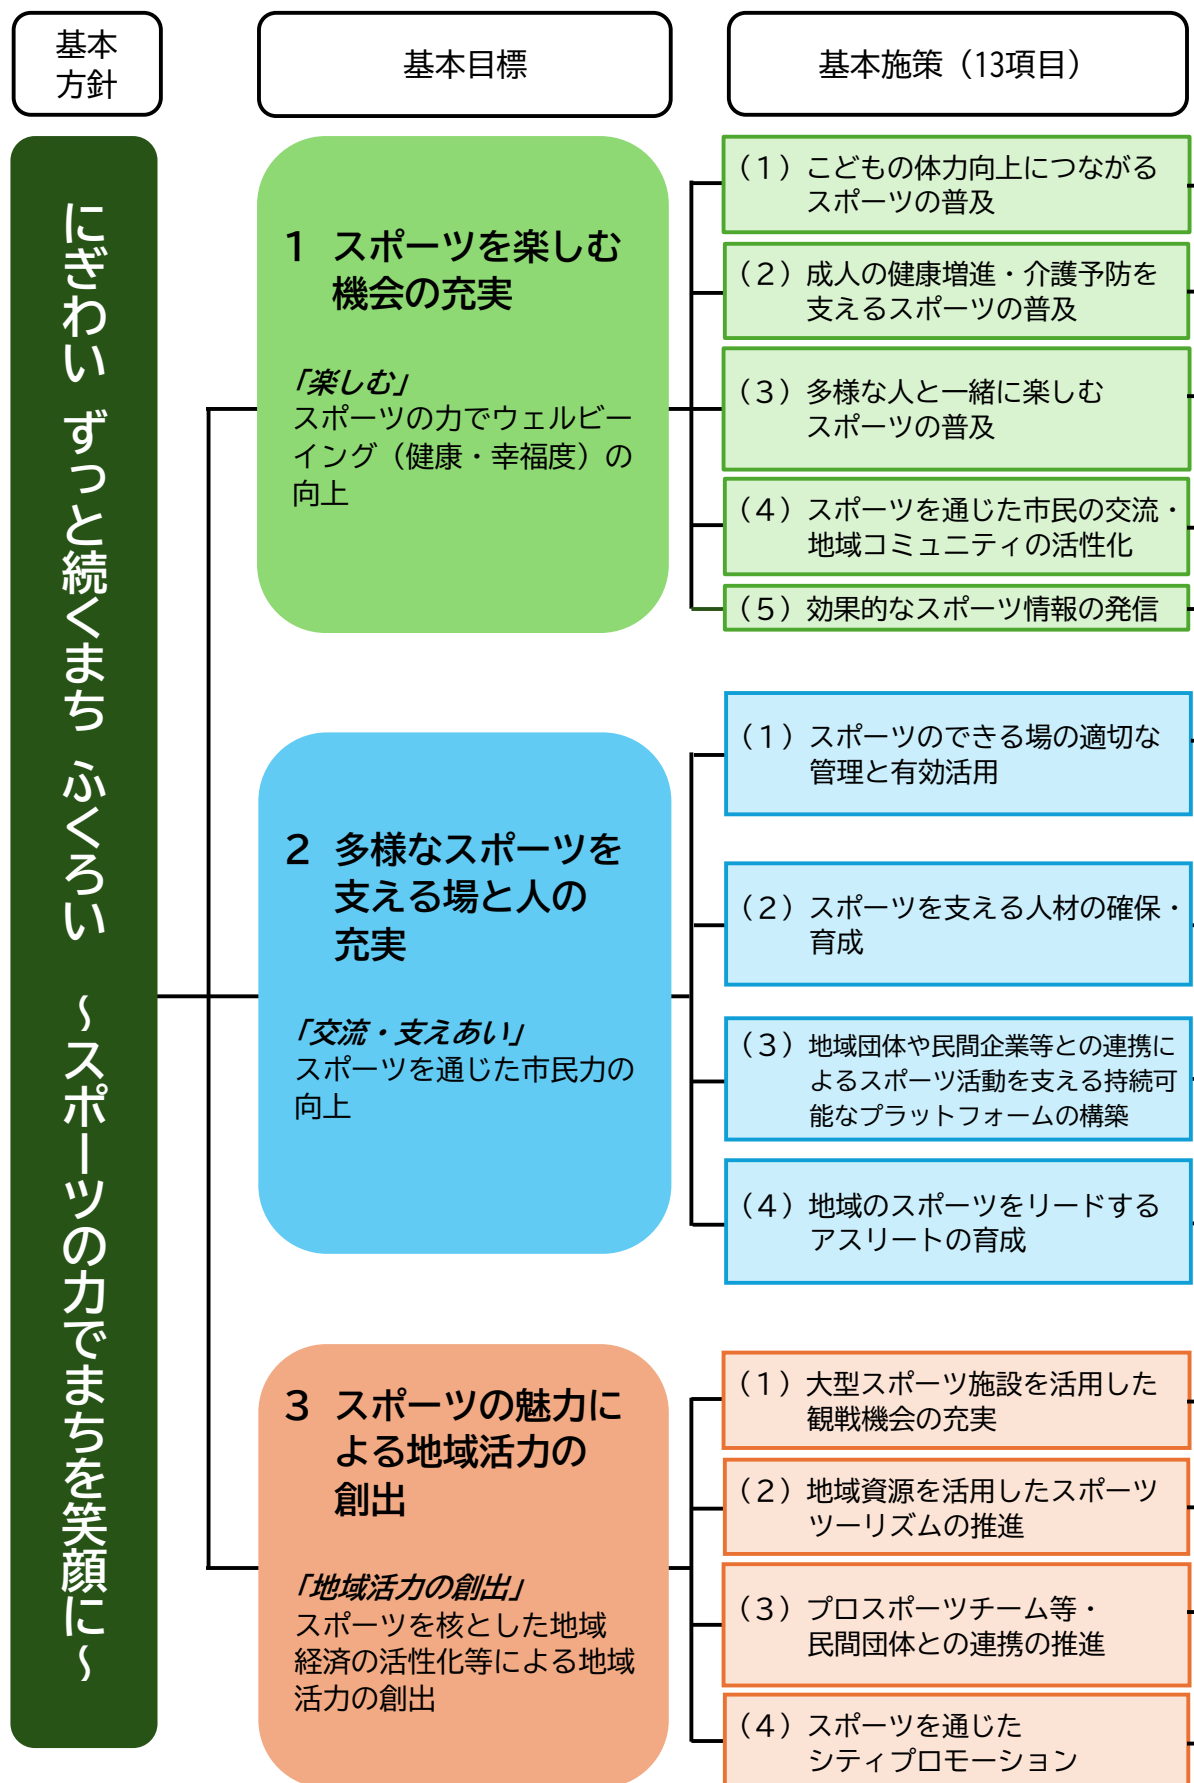 基本
方針
基本目標
基本施策（13項目）
にぎわい ずっと続くまち ふくろい ～スポーツの力でまちを笑顔に～
1 スポーツを楽しむ
機会の充実
「楽しむ」
スポーツの力でウェルビー
イング（健康・幸福度）の
向上
（１）こどもの体力向上につながる
スポーツの普及
（２）成人の健康増進・介護予防を
支えるスポーツの普及
（３）多様な人と一緒に楽しむ
スポーツの普及
（４）スポーツを通じた市民の交流・
地域コミュニティの活性化
（５）効果的なスポーツ情報の発信
2 多様なスポーツを
支える場と人の
充実
「交流・支えあい」
スポーツを通じた市民力の
向上
（１）スポーツのできる場の適切な
管理と有効活用
（２）スポーツを支える人材の確保・
育成
（３）地域団体や民間企業等との連携に
よるスポーツ活動を支える持続可
能なプラットフォームの構築
（４）地域のスポーツをリードする
アスリートの育成
3 スポーツの魅力に
よる地域活力の
創出
「地域活力の創出」
スポーツを核とした地域
経済の活性化等による地域
活力の創出
（１）大型スポーツ施設を活用した
観戦機会の充実
（２）地域資源を活用したスポーツ
ツーリズムの推進
（３）プロスポーツチーム等・
民間団体との連携の推進
（４）スポーツを通じた
シティプロモーション